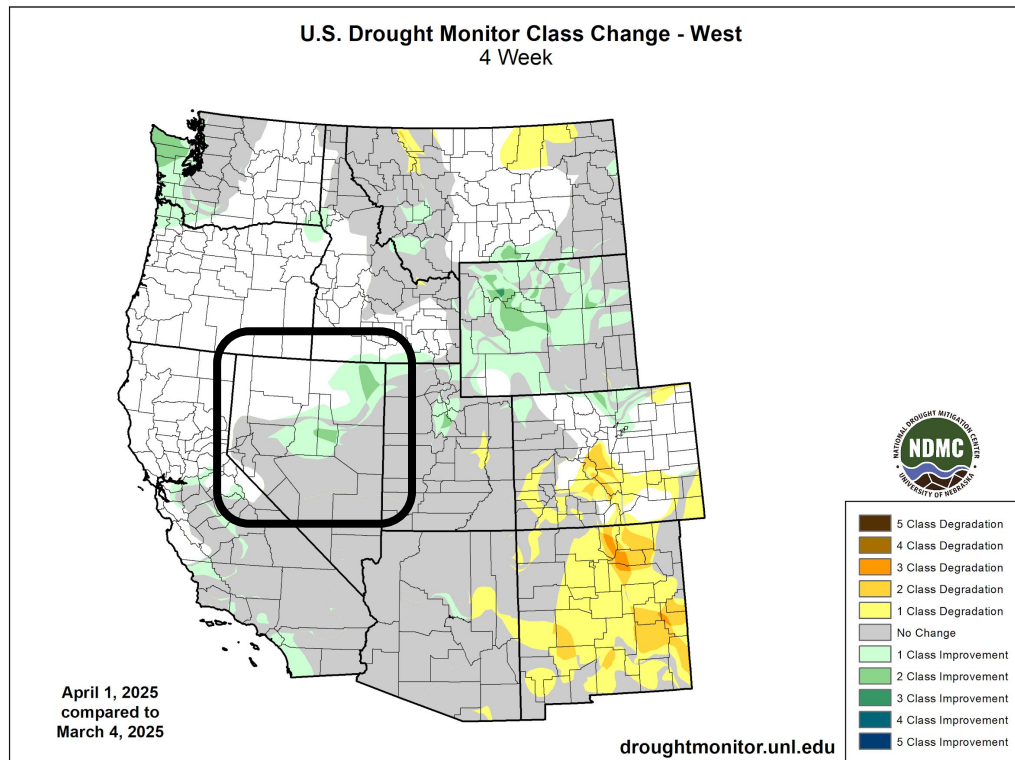 U.S. Drought Monitor Class Change - West
4 Week
NATIONAL DROUGHT MITIGATION CENTER
NDMC
UNIVERSITY OF NEBRASKA
5 Class Degradation
4 Class Degradation
3 Class Degradation
2 Class Degradation
1 Class Degradation
No Change
1 Class Improvement
2 Class Improvement
3 Class Improvement
4 Class Improvement
5 Class Improvement
April 1, 2025
compared to
March 4, 2025
droughtmonitor.unl.edu